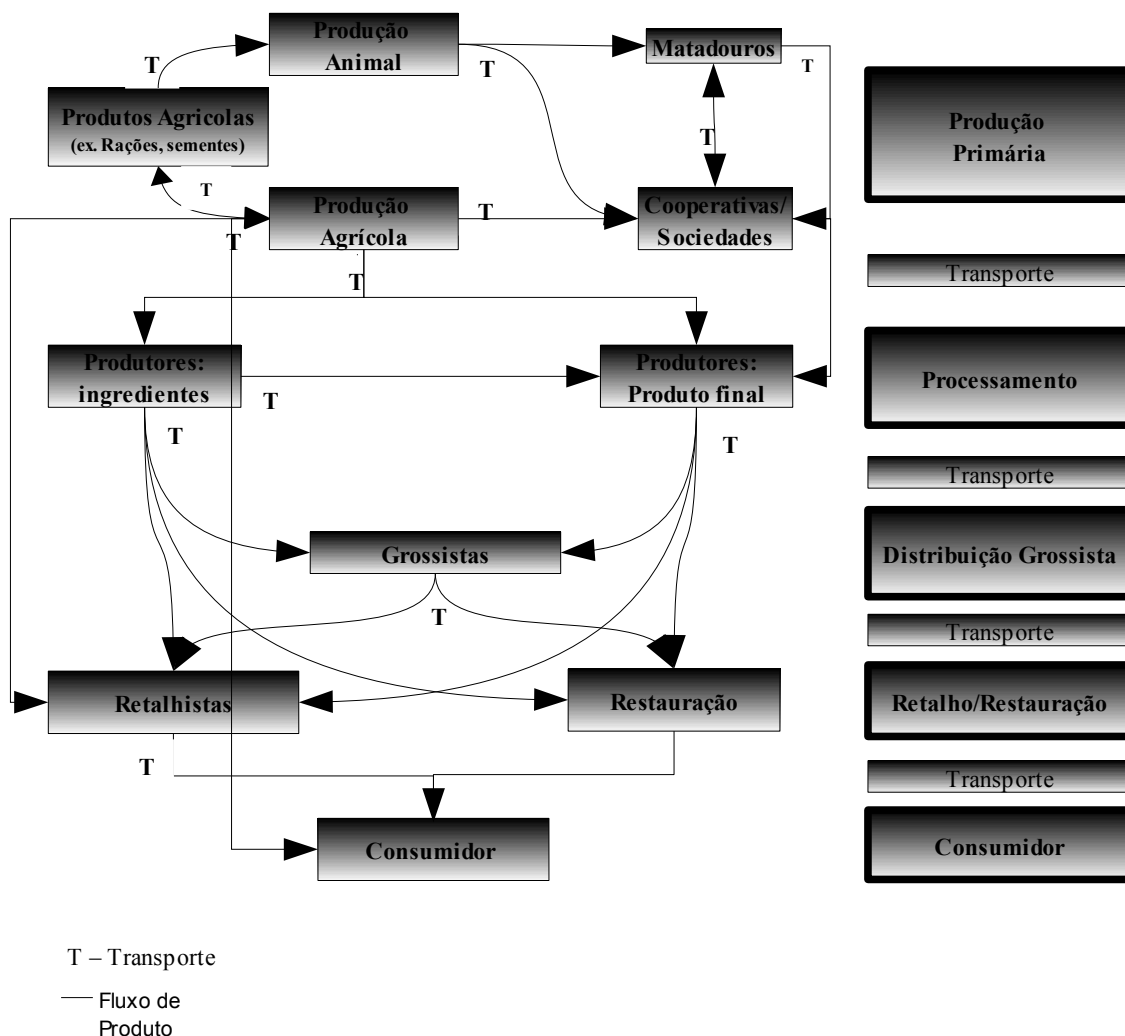 Produção
Animal
T
T
Matadouros
T
Produtos Agricolas
(ex. Rações, sementes)
T
T
Produção
Agrícola
T
T
Cooperativas/
Sociedades
T
Produtores:
ingredientes
T
Produtores:
Produto final
T
T
Grossistas
T
Retalhistas
Restauração
T
Consumidor
Produção
Primária
Transporte
Processamento
Transporte
Distribuição Grossista
Transporte
Retalho/Restauração
Transporte
Consumidor
T – Transporte
Fluxo de
Produto